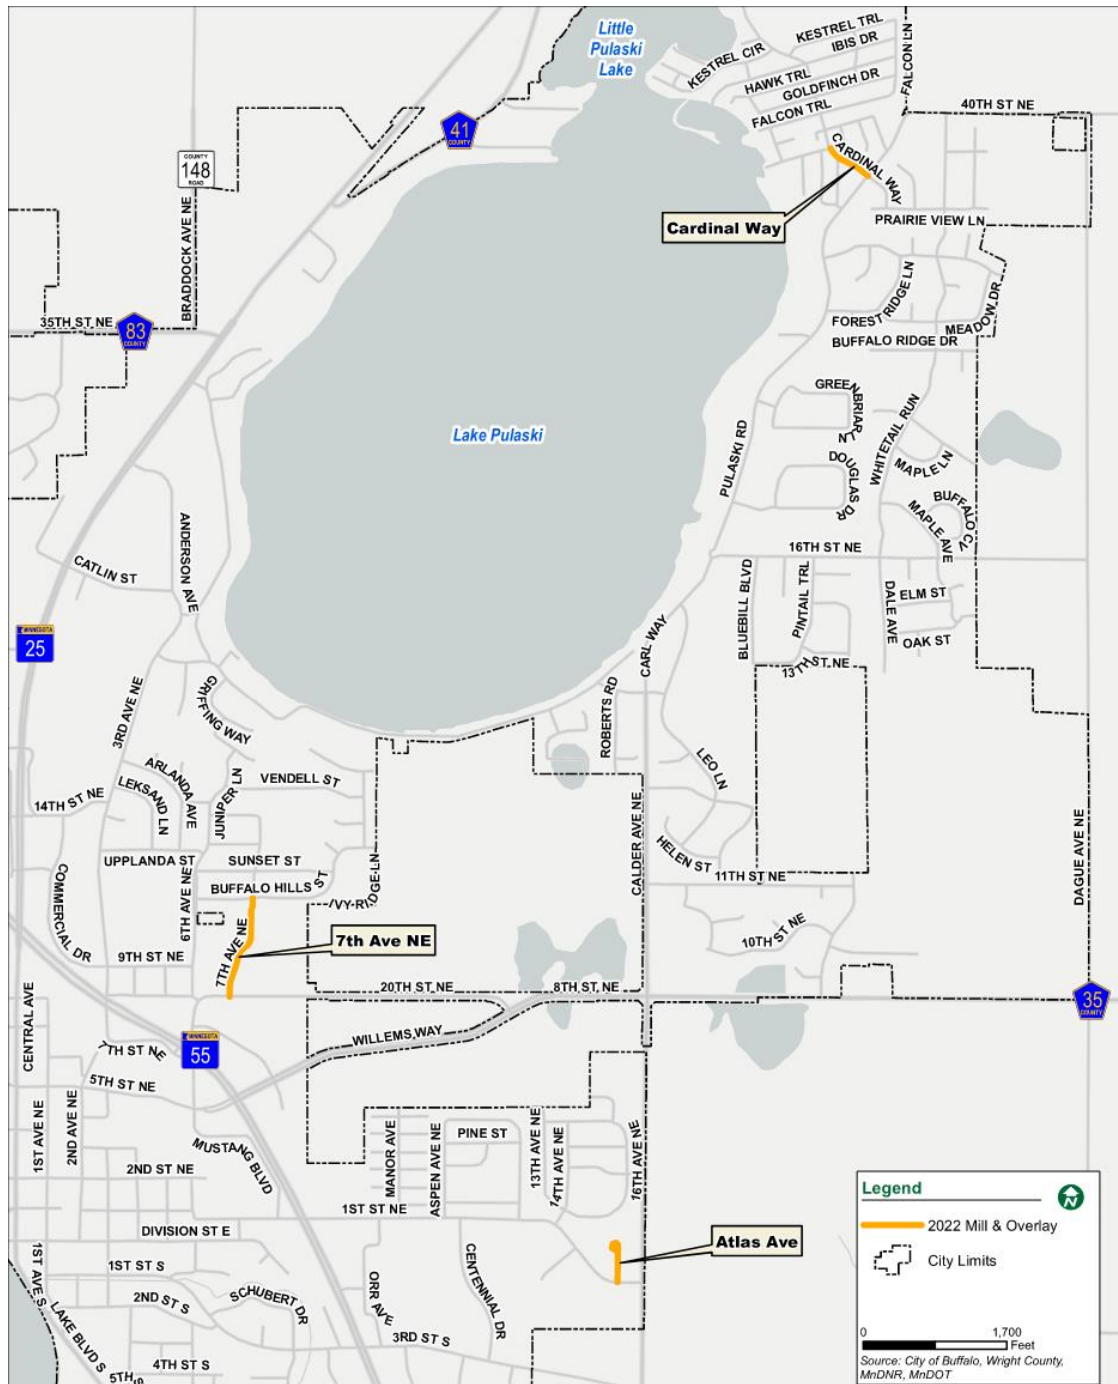 Little
Pulaski
Lake
KESTREL TRL
IBIS DR
KESTREL CIR
HAWK TRL
GOLDFINCH DR
FALCON TRL
FALCON LN
40TH ST NE
41
COUNTY
COUNTY
148
ROAD
CARDINAL WAY
Cardinal Way
PRAIRIE VIEW LN
BRADDOCK AVE NE
35TH ST NE
83
COUNTY
FOREST RIDGE LN
MEADOW DR
BUFFALO RIDGE DR
GREENBRIAR LN
Lake Pulaski
PULASKI RD
WHITETAIL RUN
MAPLE LN
DOUGLAS DR
BUFFALO CV
MAPLE AVE
ANDERSON AVE
16TH ST NE
CATLIN ST
BLUEBILL BLVD
PINTAIL TRL
DALE AVE
ELM ST
OAK ST
13TH ST NE
MINNESOTA
25
CARL WAY
GRIFFING WAY
3RD AVE NE
ROBERTS RD
LEO LN
ARLANDA AVE
LEKSAND LN
JUNIPER LN
VENDELL ST
14TH ST NE
UPPLANDA ST
SUNSET ST
HELEN ST
CALDER AVE NE
DAGUE AVE NE
11TH ST NE
BUFFALO HILLS ST
IVY RIDGE LN
COMMERCIAL DR
6TH AVE NE
7TH AVE NE
7th Ave NE
10TH ST NE
9TH ST NE
20TH ST NE
8TH ST NE
35
COUNTY
CENTRAL AVE
WILLEMS WAY
MINNESOTA
55
7TH ST NE
5TH ST NE
1ST AVE NE
2ND AVE NE
MUSTANG BLVD
PINE ST
MANOR AVE
ASPEN AVE NE
13TH AVE NE
14TH AVE NE
16TH AVE NE
2ND ST NE
1ST ST NE
DIVISION ST E
Atlas Ave
1ST AVE S
1ST ST S
2ND ST S
SCHUBERT DR
ORR AVE
CENTENNIAL DR
LAKE BLVD S
3RD ST S
4TH ST S
5TH S
Legend
N
2022 Mill & Overlay
City Limits
0 1,700
Feet
Source: City of Buffalo, Wright County,
MnDNR, MnDOT